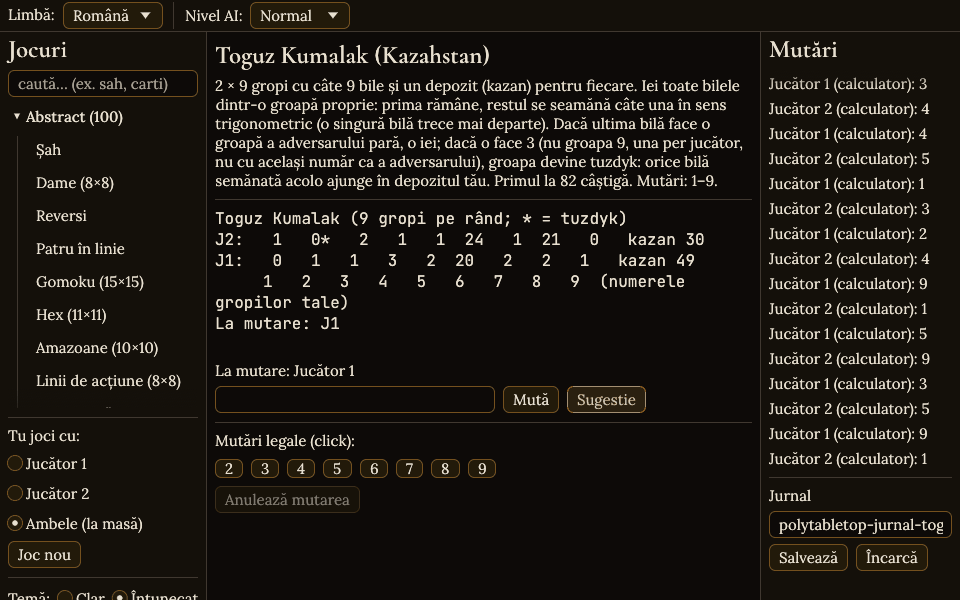 Limbă: Română ▼ Nivel AI: Normal ▼
Jocuri
caută... (ex. sah, carti)
▾ Abstract (100)
Șah
Dame (8×8)
Reversi
Patru în linie
Gomoku (15×15)
Hex (11×11)
Amazoane (10×10)
Linii de acțiune (8×8)
Tu joci cu:
Jucător 1
Jucător 2
Ambele (la masă)
Joc nou
Temă: Clar Întunecat
Toguz Kumalak (Kazahstan)
2 × 9 gropi cu câte 9 bile și un depozit (kazan) pentru fiecare. Iei toate bilele
dintr-o groapă proprie: prima rămâne, restul se seamănă câte una în sens
trigonometric (o singură bilă trece mai departe). Dacă ultima bilă face o
groapă a adversarului pară, o iei; dacă o face 3 (nu groapa 9, una per jucător,
nu cu același număr ca a adversarului), groapa devine tuzdyk: orice bilă
semănată acolo ajunge în depozitul tău. Primul la 82 câștigă. Mutări: 1–9.
Toguz Kumalak (9 gropi pe rând; * = tuzdyk)
J2: 1 0* 2 1 1 24 1 21 0 kazan 30
J1: 0 1 1 3 2 20 2 2 1 kazan 49
1 2 3 4 5 6 7 8 9 (numerele
gropilor tale)
La mutare: J1
La mutare: Jucător 1
Mută Sugestie
Mutări legale (click):
2 3 4 5 6 7 8 9
Anulează mutarea
Mutări
Jucător 1 (calculator): 3
Jucător 2 (calculator): 4
Jucător 1 (calculator): 4
Jucător 2 (calculator): 5
Jucător 1 (calculator): 1
Jucător 2 (calculator): 3
Jucător 1 (calculator): 2
Jucător 2 (calculator): 4
Jucător 1 (calculator): 9
Jucător 2 (calculator): 1
Jucător 1 (calculator): 5
Jucător 2 (calculator): 9
Jucător 1 (calculator): 3
Jucător 2 (calculator): 5
Jucător 1 (calculator): 9
Jucător 2 (calculator): 1
Jurnal
polytabletop-jurnal-tog
Salvează Încarcă